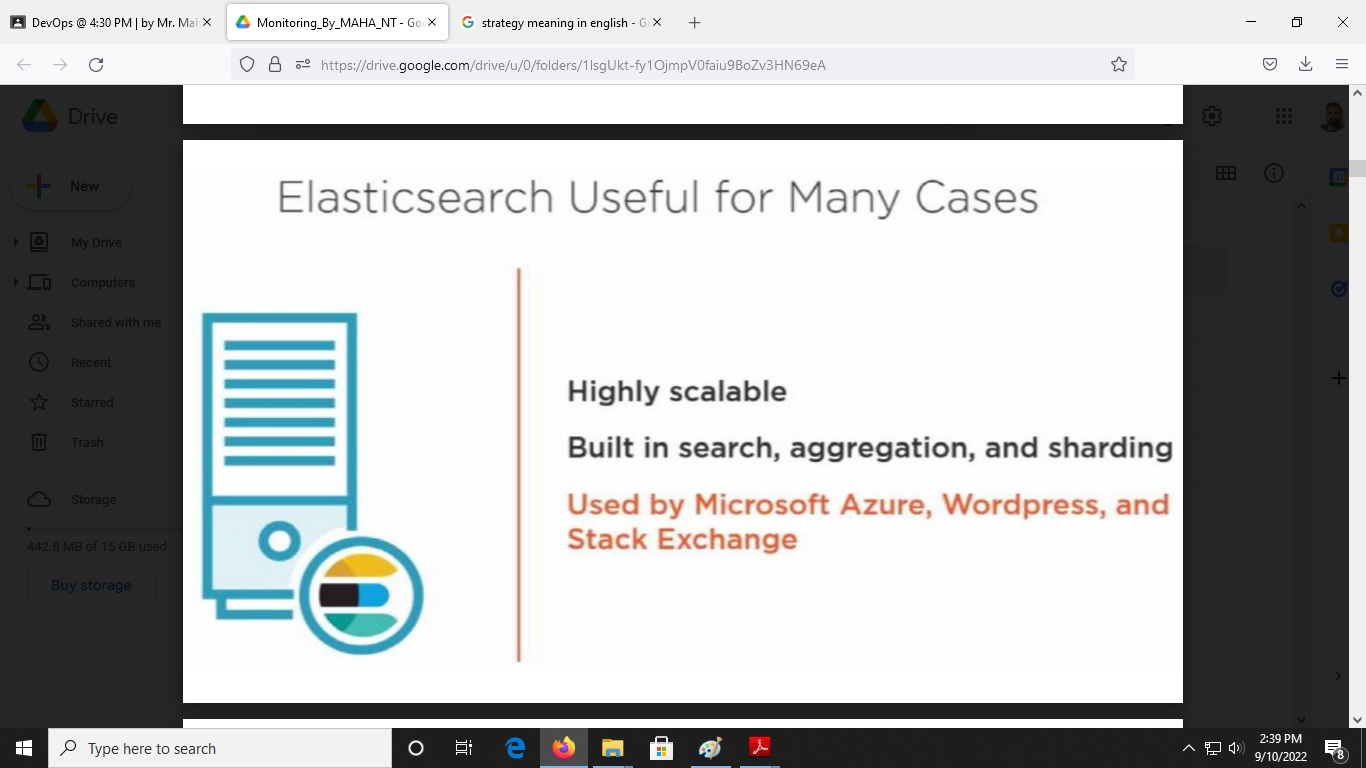 DevOps @ 4:30 PM | by Mr. Mah
Monitoring_By_MAHA_NT - Go
strategy meaning in english - G
https://drive.google.com/drive/u/0/folders/1lsgUkt-fy1OjmpV0faiu9BoZv3HN69eA
Drive
New
My Drive
Computers
Shared with me
Recent
Starred
Trash
Storage
442.8 MB of 15 GB used
Buy storage
Elasticsearch Useful for Many Cases
Highly scalable
Built in search, aggregation, and sharding
Used by Microsoft Azure, Wordpress, and
Stack Exchange
Type here to search
2:39 PM
9/10/2022
8